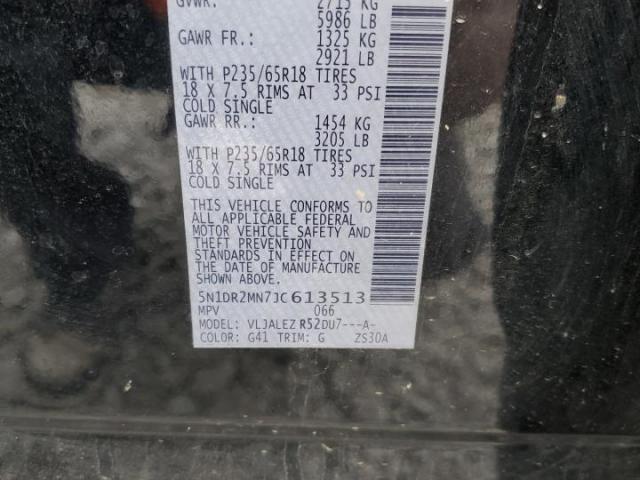 GVWR: 2715 KG
5986 LB
GAWR FR.: 1325 KG
2921 LB
WITH P235/65R18 TIRES
18 X 7.5 RIMS AT 33 PSI
COLD SINGLE
GAWR RR.: 1454 KG
3205 LB
WITH P235/65R18 TIRES
18 X 7.5 RIMS AT 33 PSI
COLD SINGLE
THIS VEHICLE CONFORMS TO
ALL APPLICABLE FEDERAL
MOTOR VEHICLE SAFETY AND
THEFT PREVENTION
STANDARDS IN EFFECT ON
THE DATE OF MANUFACTURE
SHOWN ABOVE.
5N1DR2MN7JC613513
MPV 066
MODEL: VLJALEZ R52DU7---A-
COLOR: G41 TRIM: G ZS30A